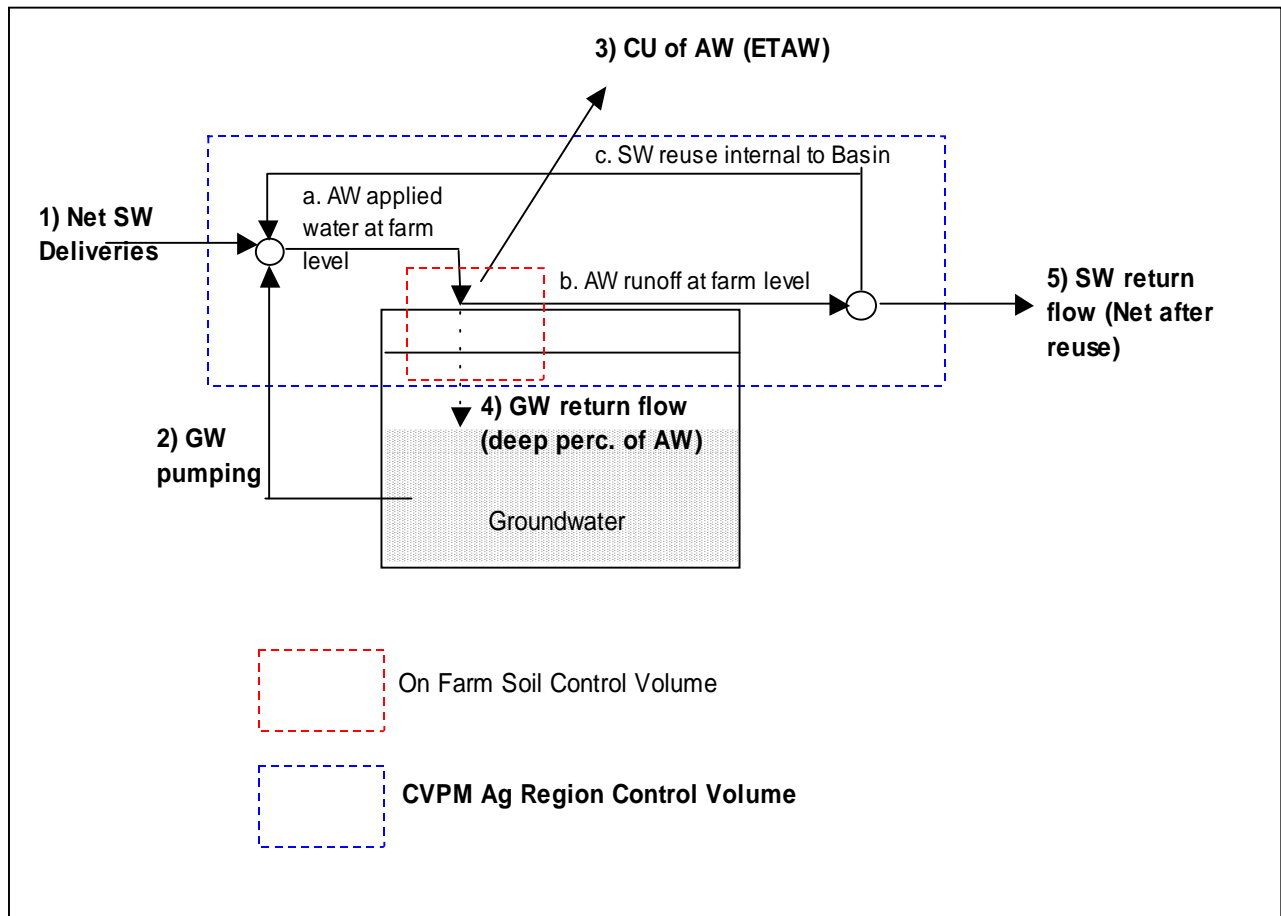 3) CU of AW (ETAW)
c. SW reuse internal to Basin
a. AW applied
water at farm
level
1) Net SW
Deliveries
b. AW runoff at farm level
5) SW return
flow (Net after
reuse)
4) GW return flow
(deep perc. of AW)
2) GW
pumping
Groundwater
On Farm Soil Control Volume
CVPM Ag Region Control Volume